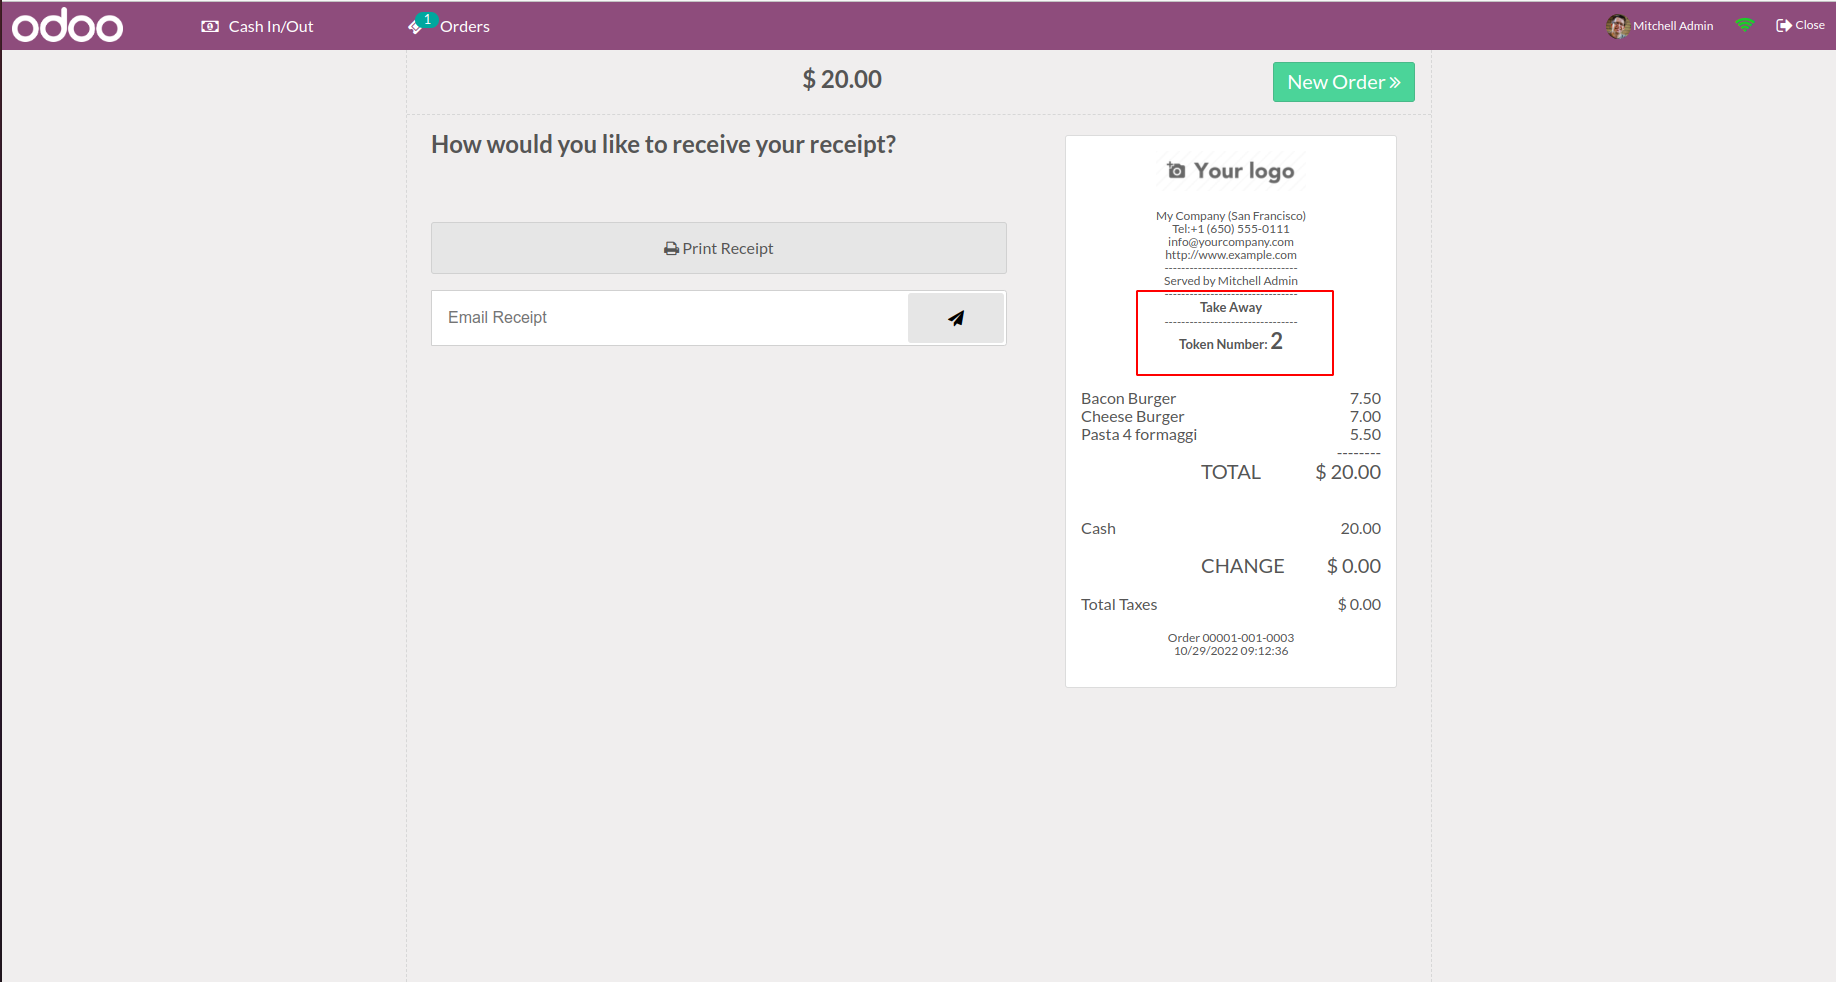 odoo Cash In/Out 1 Orders Mitchell Admin Close
$ 20.00 New Order »
How would you like to receive your receipt?
Print Receipt
Email Receipt
Your logo
My Company (San Francisco)
Tel:+1 (650) 555-0111
info@yourcompany.com
http://www.example.com
--------------------------------
Served by Mitchell Admin
--------------------------------
Take Away
--------------------------------
Token Number: 2
Bacon Burger 7.50
Cheese Burger 7.00
Pasta 4 formaggi 5.50
--------
TOTAL $ 20.00
Cash 20.00
CHANGE $ 0.00
Total Taxes $ 0.00
Order 00001-001-0003
10/29/2022 09:12:36